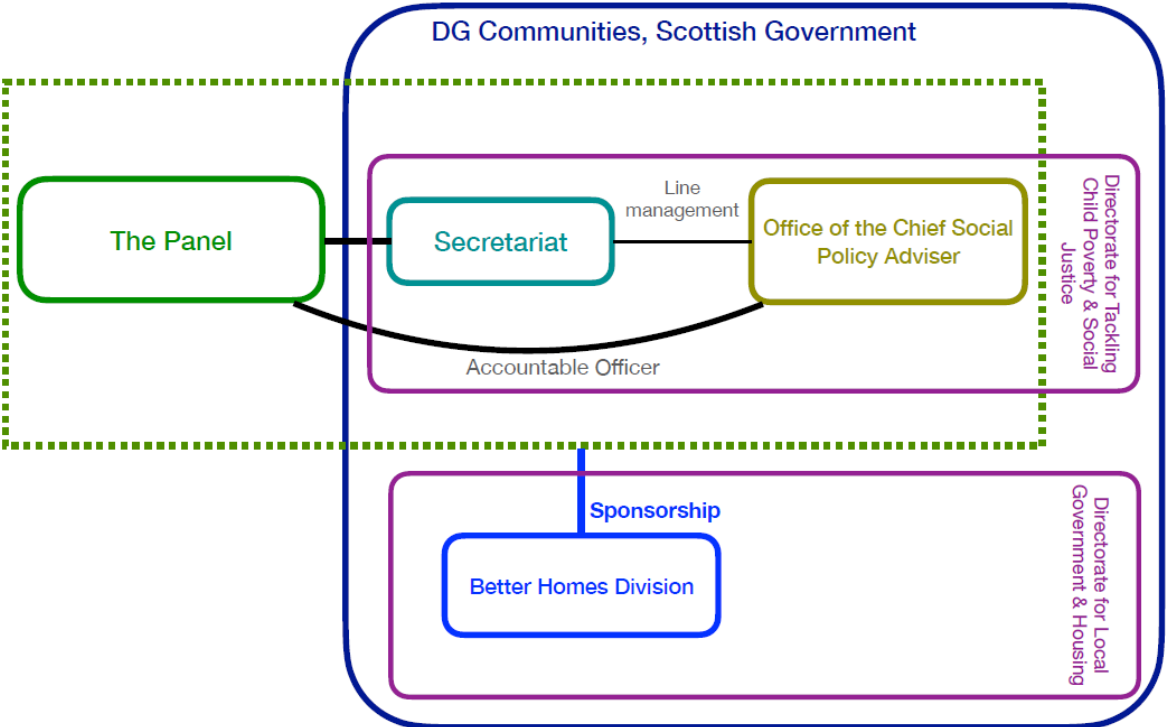 DG Communities, Scottish Government
The Panel
Secretariat
Line
management
Office of the Chief Social
Policy Adviser
Accountable Officer
Directorate for Tackling
Child Poverty & Social
Justice
Sponsorship
Better Homes Division
Directorate for Local
Government & Housing